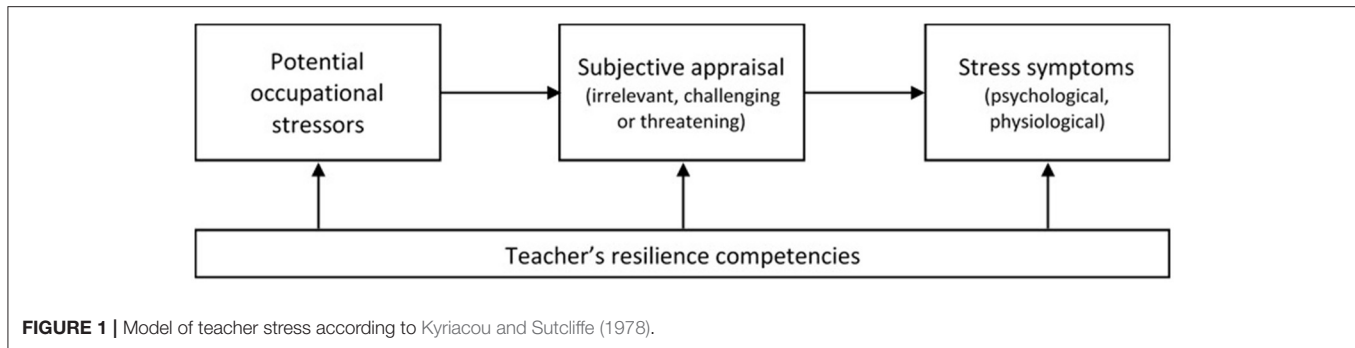 Potential
occupational
stressors
Subjective appraisal
(irrelevant, challenging
or threatening)
Stress symptoms
(psychological,
physiological)
Teacher’s resilience competencies
FIGURE 1 | Model of teacher stress according to Kyriacou and Sutcliffe (1978).